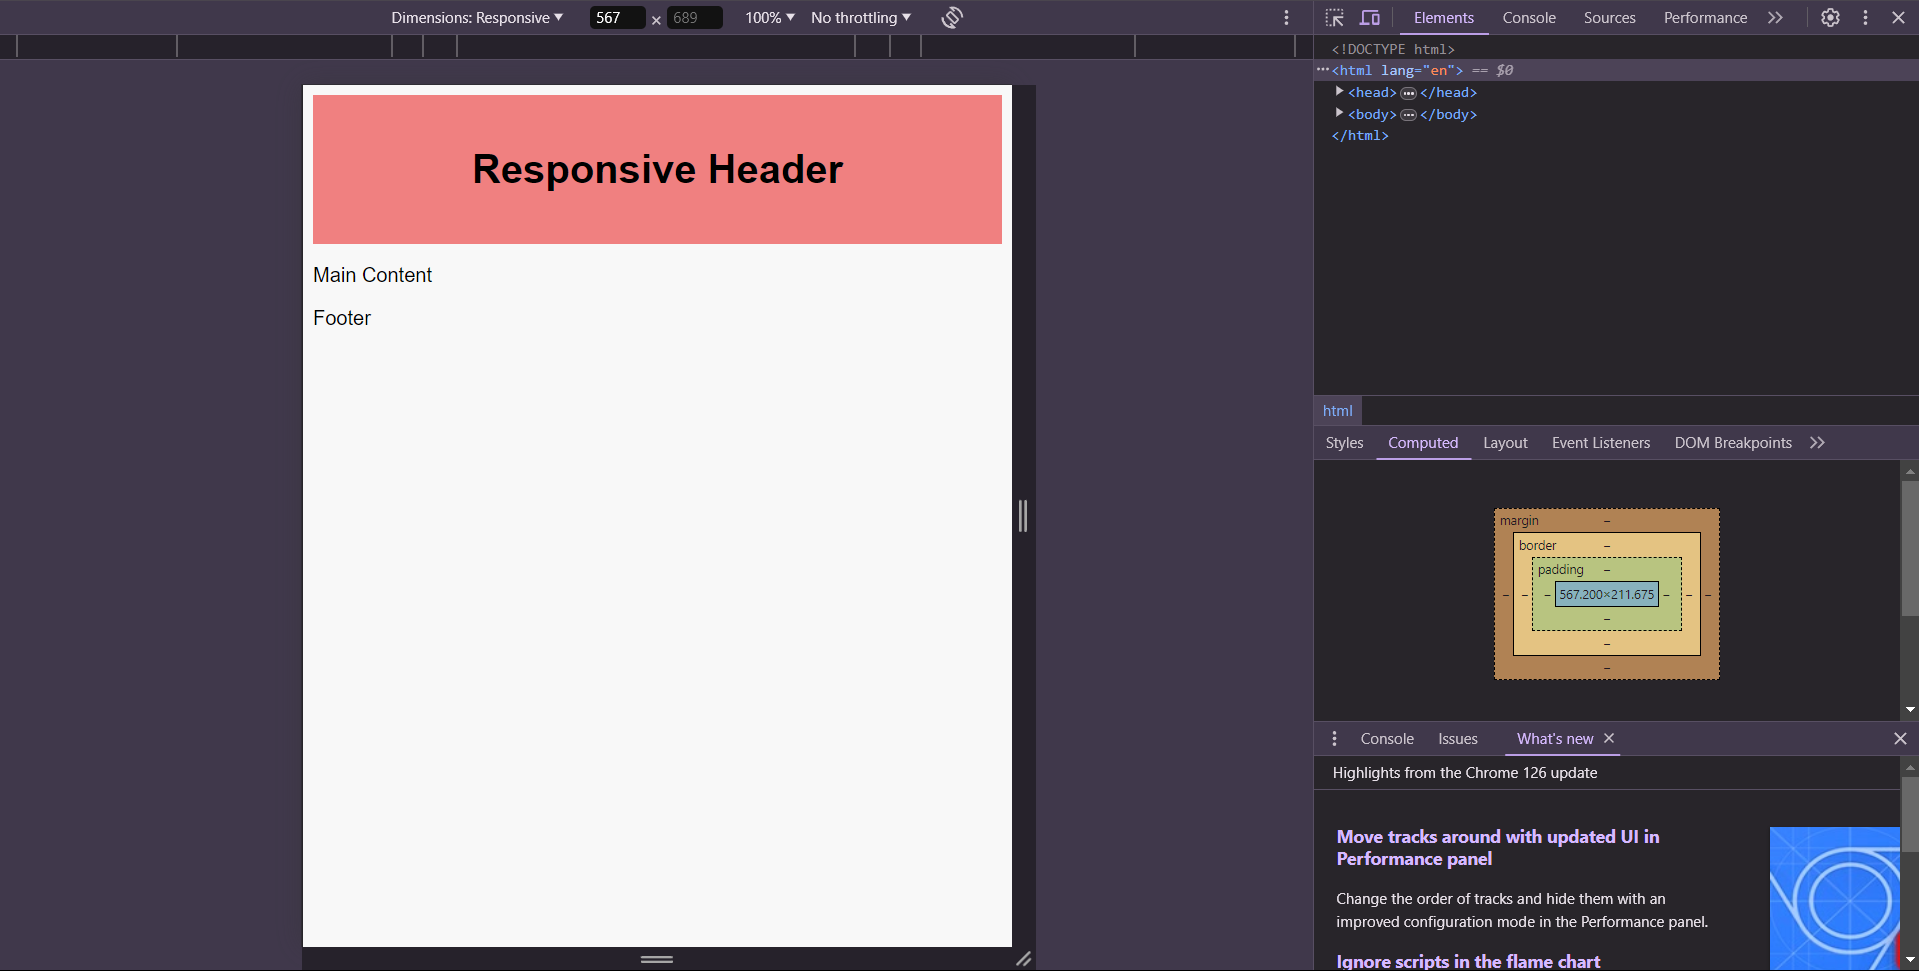 Dimensions: Responsive
567 × 689
100%
No throttling
Responsive Header
Main Content
Footer
Elements
Console
Sources
Performance
<!DOCTYPE html>
<html lang="en"> == $0
<head> </head>
<body> </body>
</html>
html
Styles
Computed
Layout
Event Listeners
DOM Breakpoints
margin
border
padding
567.200×211.675
Console
Issues
What's new
Highlights from the Chrome 126 update
Move tracks around with updated UI in
Performance panel
Change the order of tracks and hide them with an
improved configuration mode in the Performance panel.
Ignore scripts in the flame chart